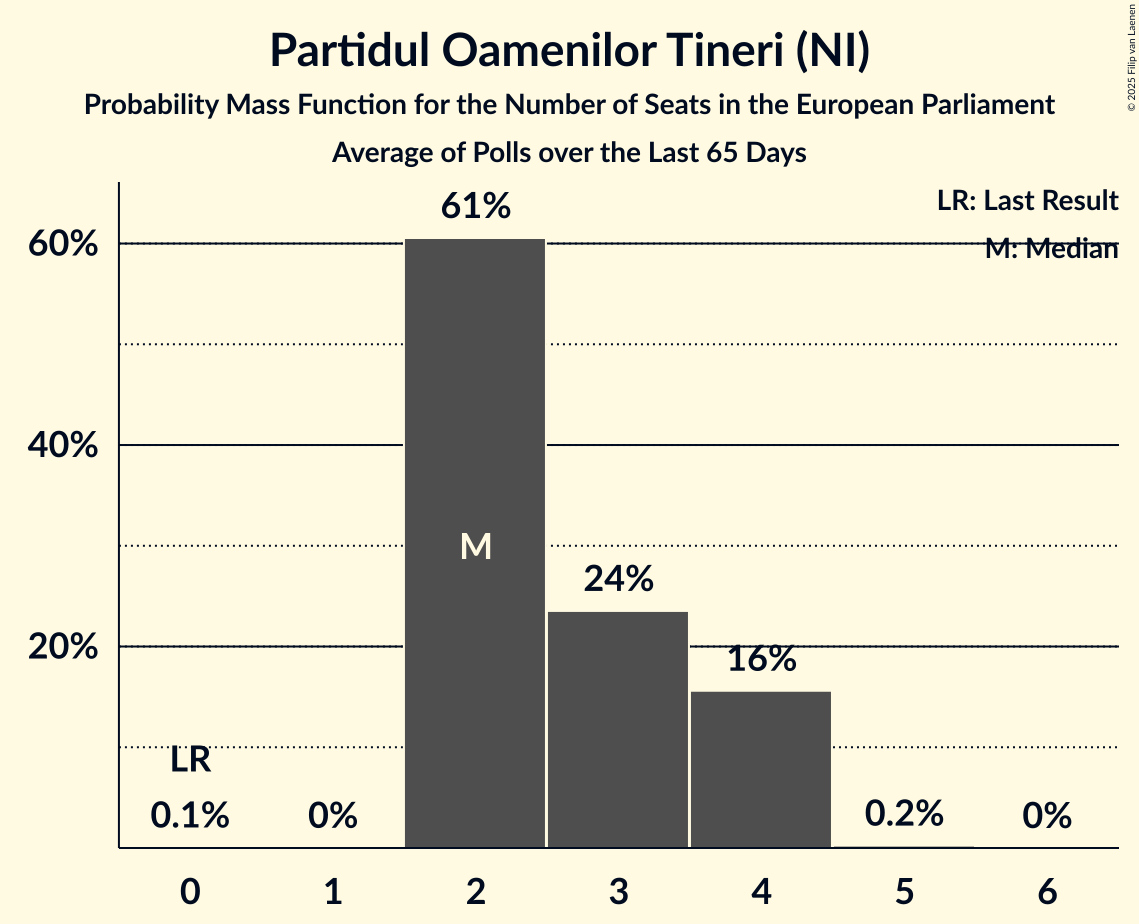 Partidul Oamenilor Tineri (NI)
Probability Mass Function for the Number of Seats in the European Parliament
Average of Polls over the Last 65 Days
© 2025 Filip van Laenen
LR: Last Result
M: Median
61%
60%
40%
M
24%
20%
16%
LR
0.1%
0%
0.2%
0%
0 1 2 3 4 5 6